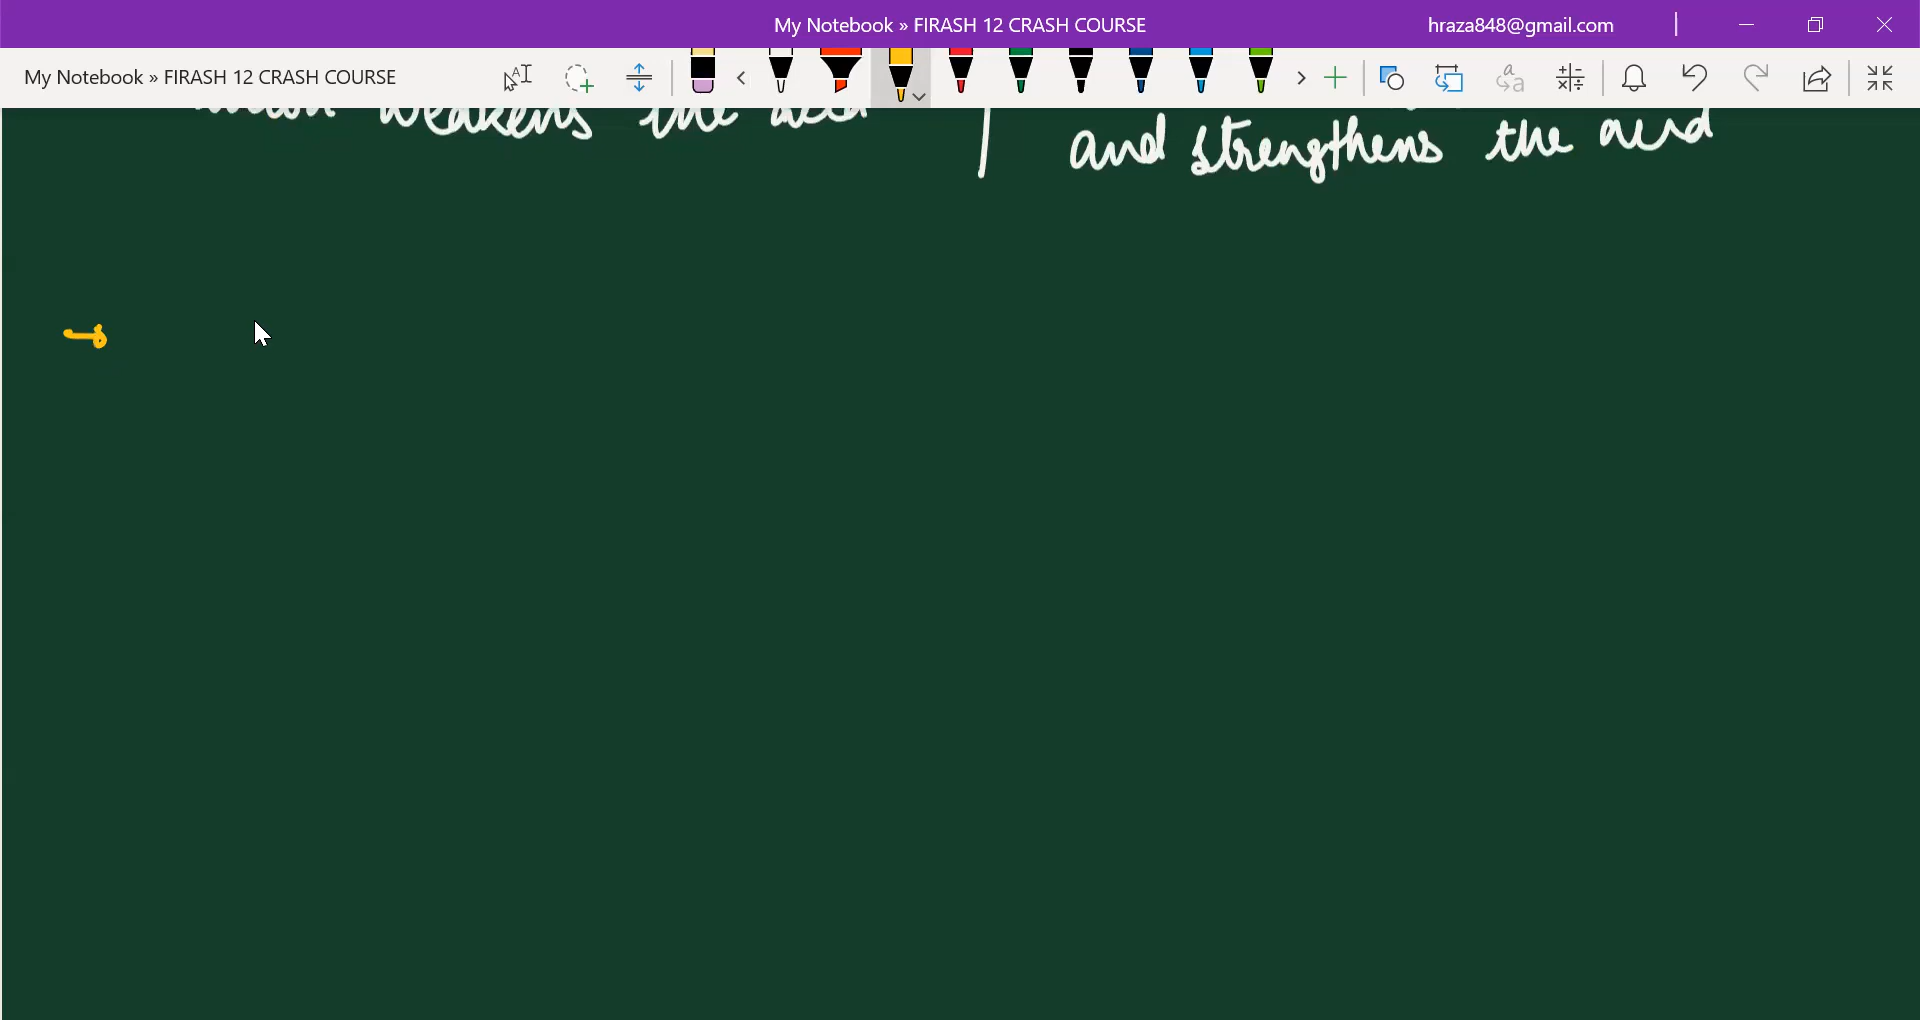 My Notebook » FIRASH 12 CRASH COURSE
hraza848@gmail.com
My Notebook » FIRASH 12 CRASH COURSE
weakens the acid
and strengthens the acid